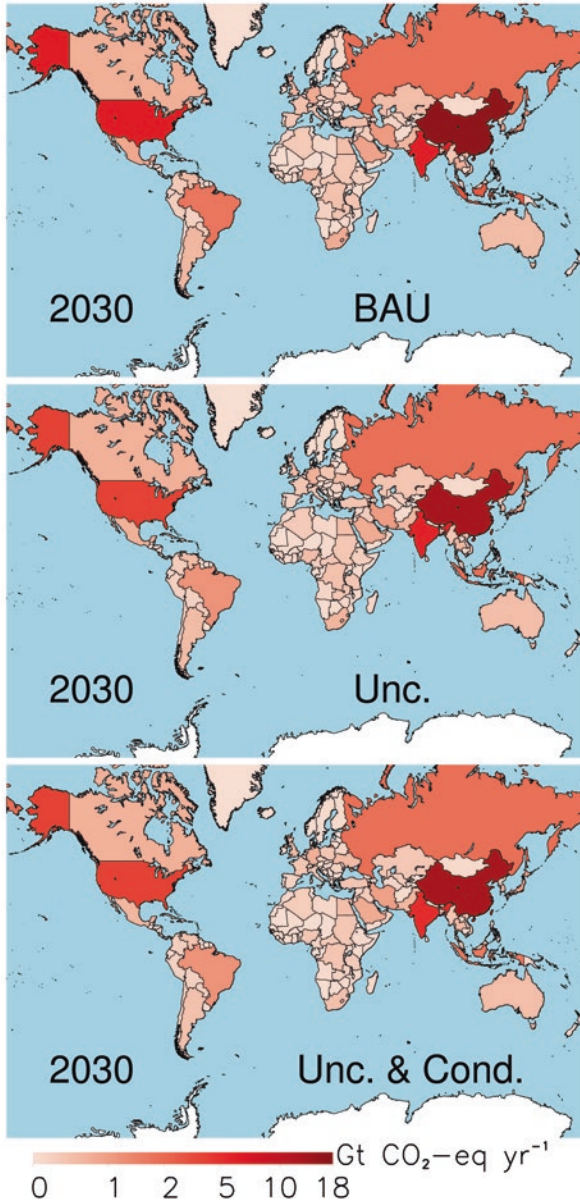 2030 BAU
2030 Unc.
2030 Unc. & Cond.
Gt CO₂–eq yr⁻¹
0 1 2 5 10 18